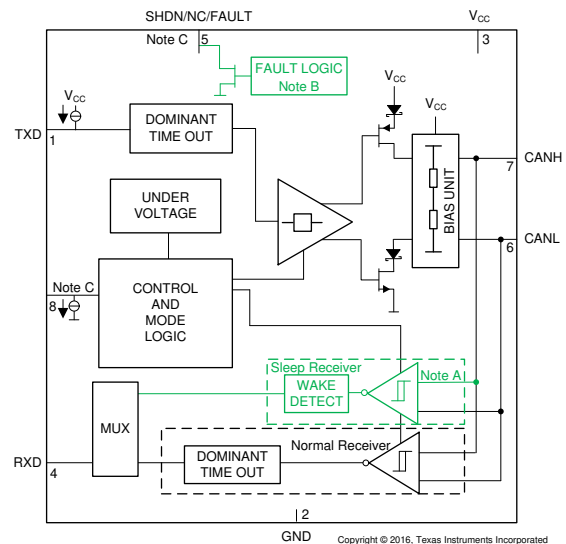 SHDN/NC/FAULT
VCC
Note C
5
3
FAULT LOGIC
Note B
VCC
VCC
VCC
TXD
1
DOMINANT
TIME OUT
CANH
7
BIAS UNIT
UNDER
VOLTAGE
CANL
6
Note C
8
CONTROL
AND
MODE
LOGIC
Sleep Receiver
Note A
WAKE
DETECT
MUX
Normal Receiver
RXD
4
DOMINANT
TIME OUT
2
GND
Copyright © 2016, Texas Instruments Incorporated